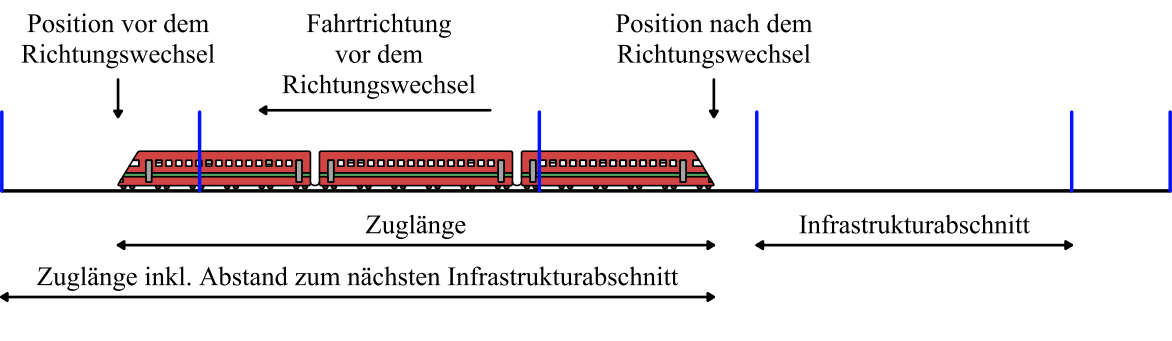 Position vor dem
Richtungswechsel
Fahrtrichtung
vor dem
Richtungswechsel
Position nach dem
Richtungswechsel
Zuglänge
Infrastrukturabschnitt
Zuglänge inkl. Abstand zum nächsten Infrastrukturabschnitt